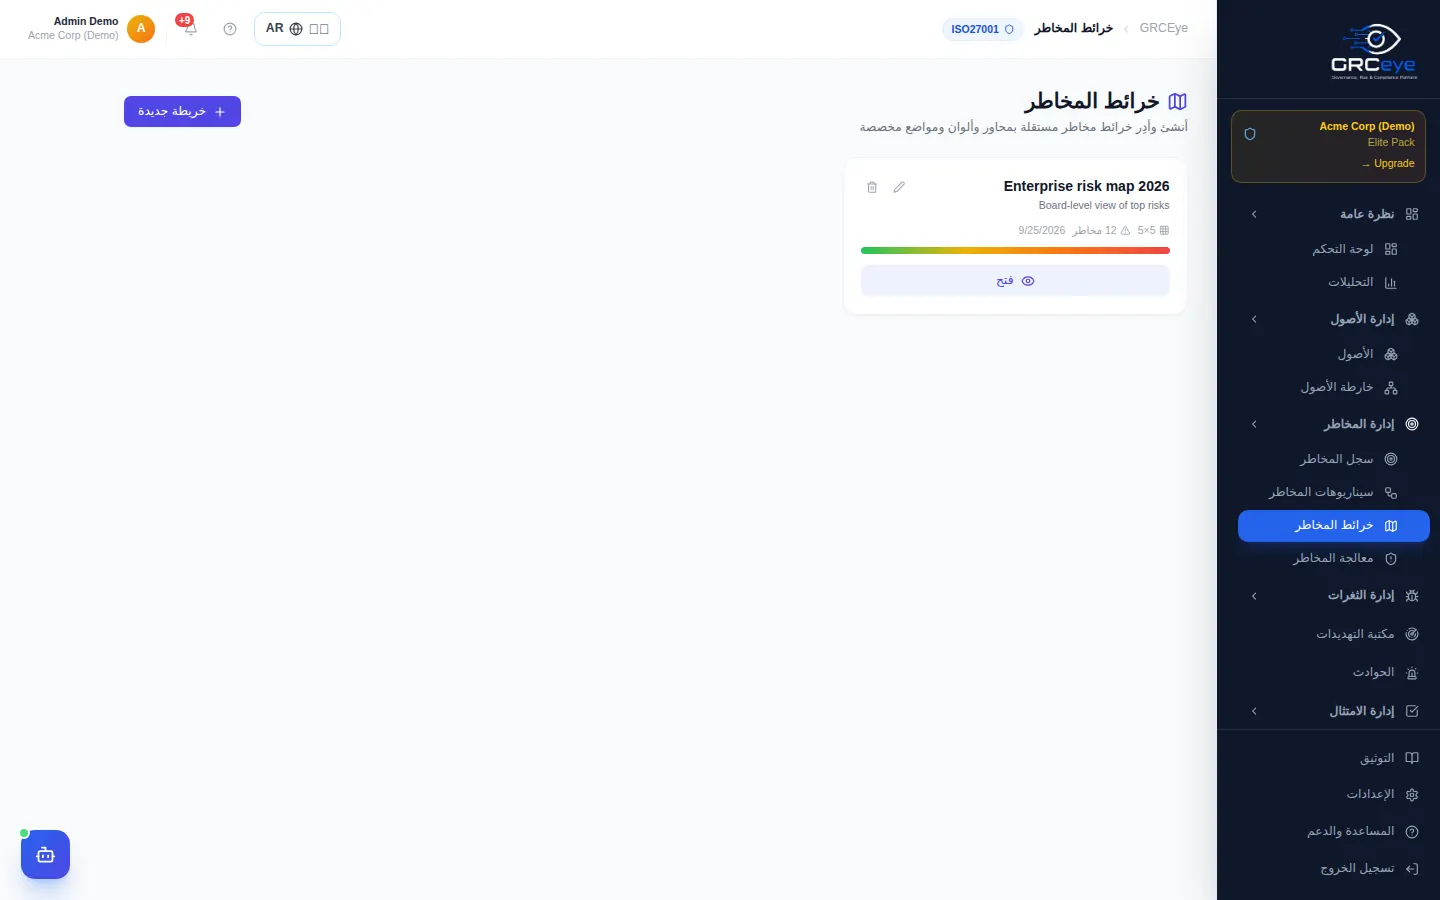 GRCeye
Governance, Risk & Compliance Platform
Acme Corp (Demo)
Elite Pack
→ Upgrade
نظرة عامة
لوحة التحكم
التحليلات
إدارة الأصول
الأصول
خارطة الأصول
إدارة المخاطر
سجل المخاطر
سيناريوهات المخاطر
خرائط المخاطر
معالجة المخاطر
إدارة الثغرات
مكتبة التهديدات
الحوادث
إدارة الامتثال
التوثيق
الإعدادات
المساعدة والدعم
تسجيل الخروج
GRCEye
خرائط المخاطر
ISO27001
AR
+9
A
Admin Demo
Acme Corp (Demo)
خرائط المخاطر
أنشئ وأدِر خرائط مخاطر مستقلة بمحاور وألوان ومواضع مخصصة
خريطة جديدة
Enterprise risk map 2026
Board-level view of top risks
5×5
12 مخاطر
9/25/2026
فتح